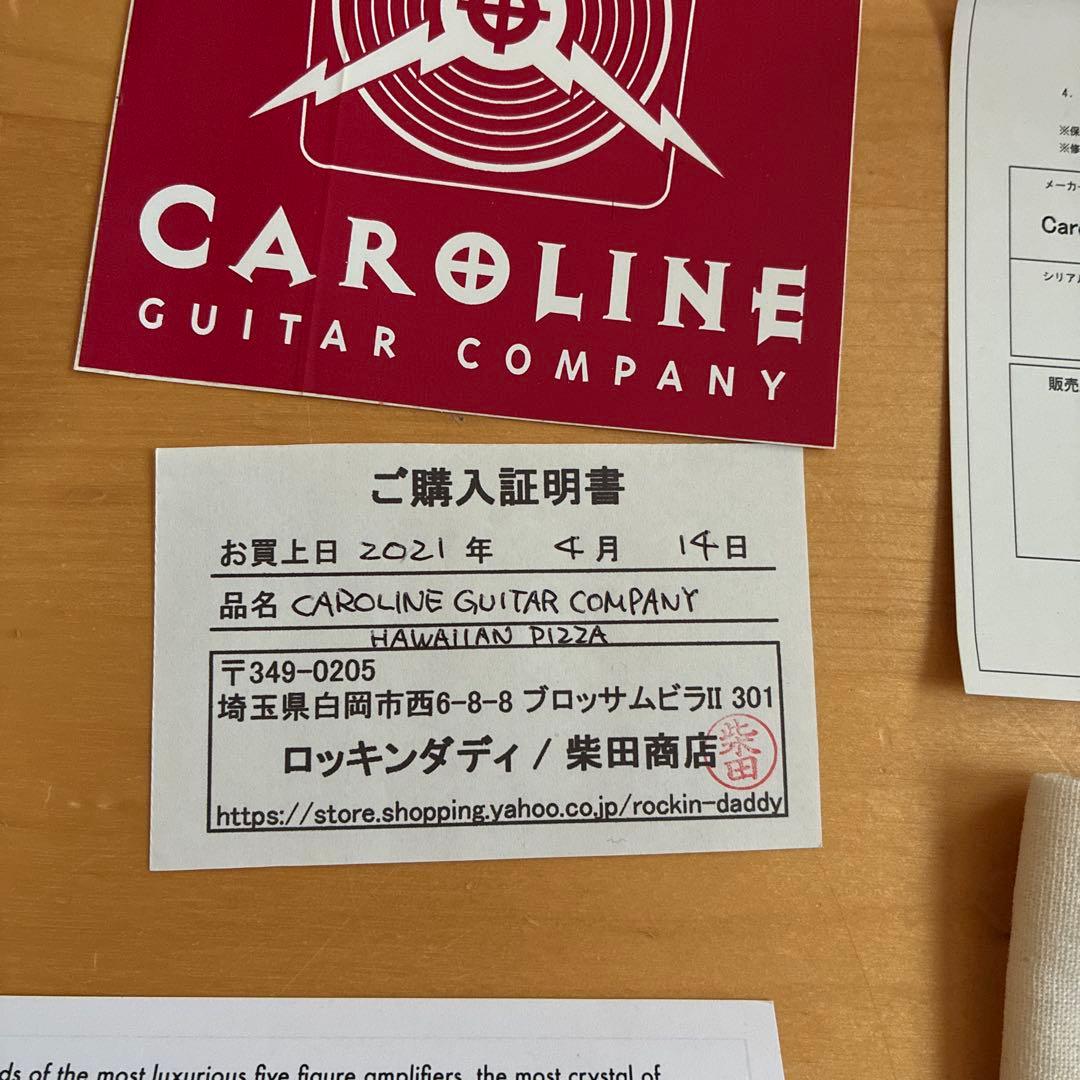 CAROLINE
GUITAR COMPANY
ご購入証明書
お買上日 2021 年 4 月 14 日
品名 CAROLINE GUITAR COMPANY
HAWAIIAN PIZZA
〒349-0205
埼玉県白岡市西6-8-8 ブロッサムビラII 301
ロッキンダディ / 柴田商店
柴田
https://store.shopping.yahoo.co.jp/rockin-daddy
4.
※保
※修
メーカー
Caro
シリアル
販売
ds of the most luxurious five figure amplifiers, the most crystal of